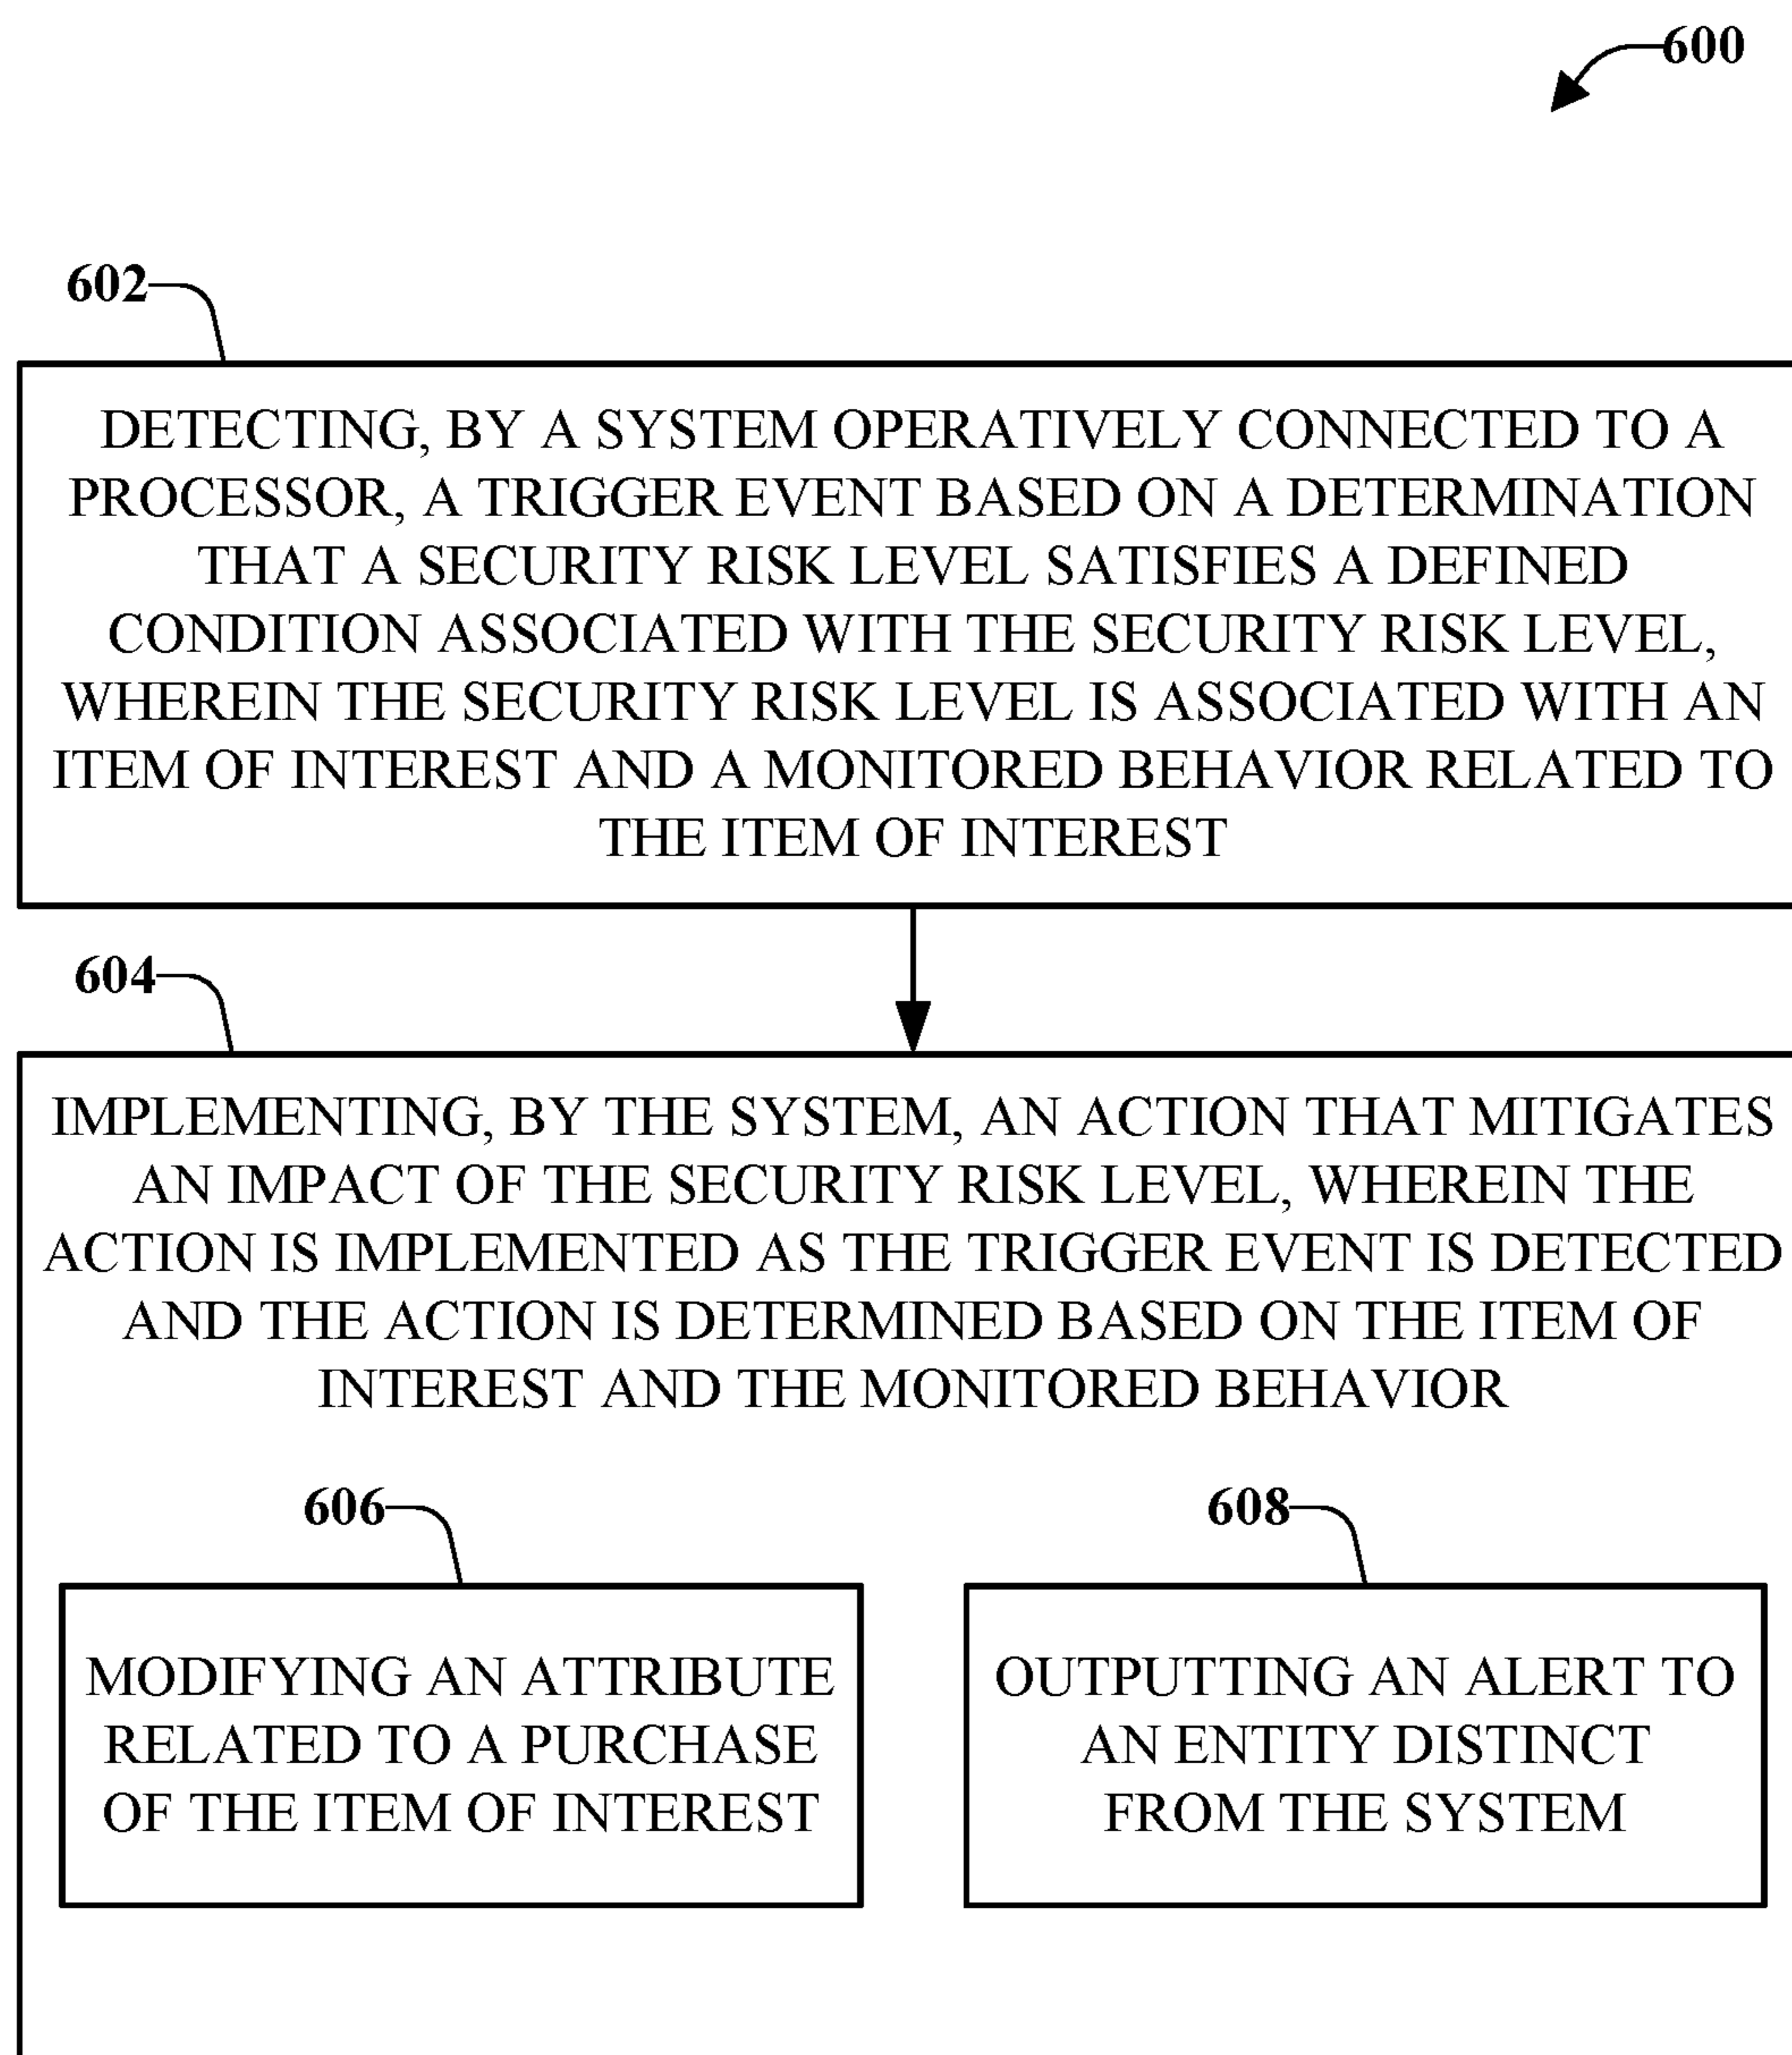 600
602
DETECTING, BY A SYSTEM OPERATIVELY CONNECTED TO A
PROCESSOR, A TRIGGER EVENT BASED ON A DETERMINATION
THAT A SECURITY RISK LEVEL SATISFIES A DEFINED
CONDITION ASSOCIATED WITH THE SECURITY RISK LEVEL,
WHEREIN THE SECURITY RISK LEVEL IS ASSOCIATED WITH AN
ITEM OF INTEREST AND A MONITORED BEHAVIOR RELATED TO
THE ITEM OF INTEREST
604
IMPLEMENTING, BY THE SYSTEM, AN ACTION THAT MITIGATES
AN IMPACT OF THE SECURITY RISK LEVEL, WHEREIN THE
ACTION IS IMPLEMENTED AS THE TRIGGER EVENT IS DETECTED
AND THE ACTION IS DETERMINED BASED ON THE ITEM OF
INTEREST AND THE MONITORED BEHAVIOR
606
MODIFYING AN ATTRIBUTE
RELATED TO A PURCHASE
OF THE ITEM OF INTEREST
608
OUTPUTTING AN ALERT TO
AN ENTITY DISTINCT
FROM THE SYSTEM